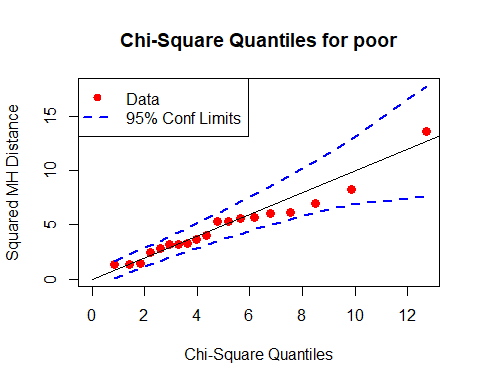 Chi-Square Quantiles for poor
Data
95% Conf Limits
Squared MH Distance
15
10
5
0
0 2 4 6 8 10 12
Chi-Square Quantiles